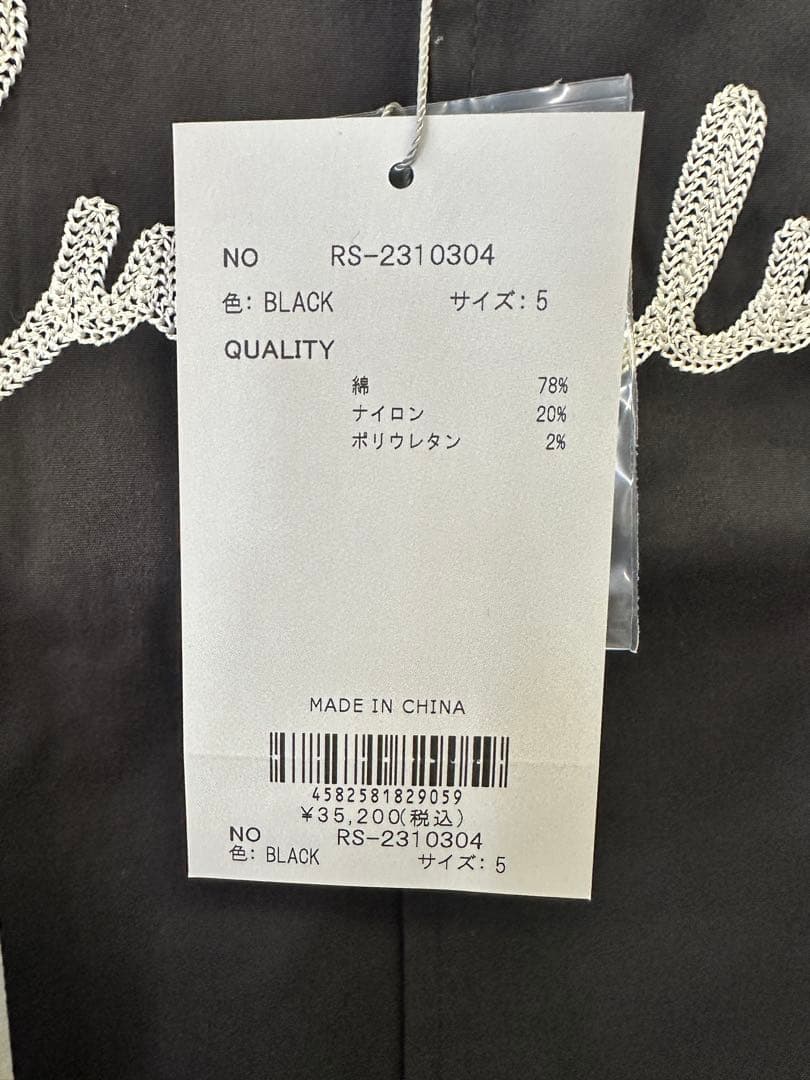 NO RS-2310304
色: BLACK サイズ: 5
QUALITY
綿 78%
ナイロン 20%
ポリウレタン 2%
MADE IN CHINA
4582581829059
¥35,200(税込)
NO RS-2310304
色: BLACK サイズ: 5